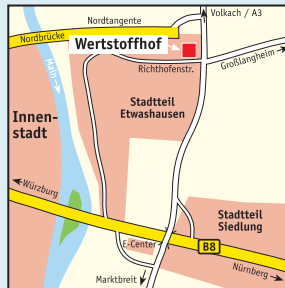 Volkach / A3
Nordtangente
Nordbrücke
Wertstoffhof
Main
Richthofenstr.
Großlangheim
Stadtteil
Etwashausen
Innen-
stadt
Würzburg
Stadtteil
Siedlung
E-Center
B8
Nürnberg
Marktbreit